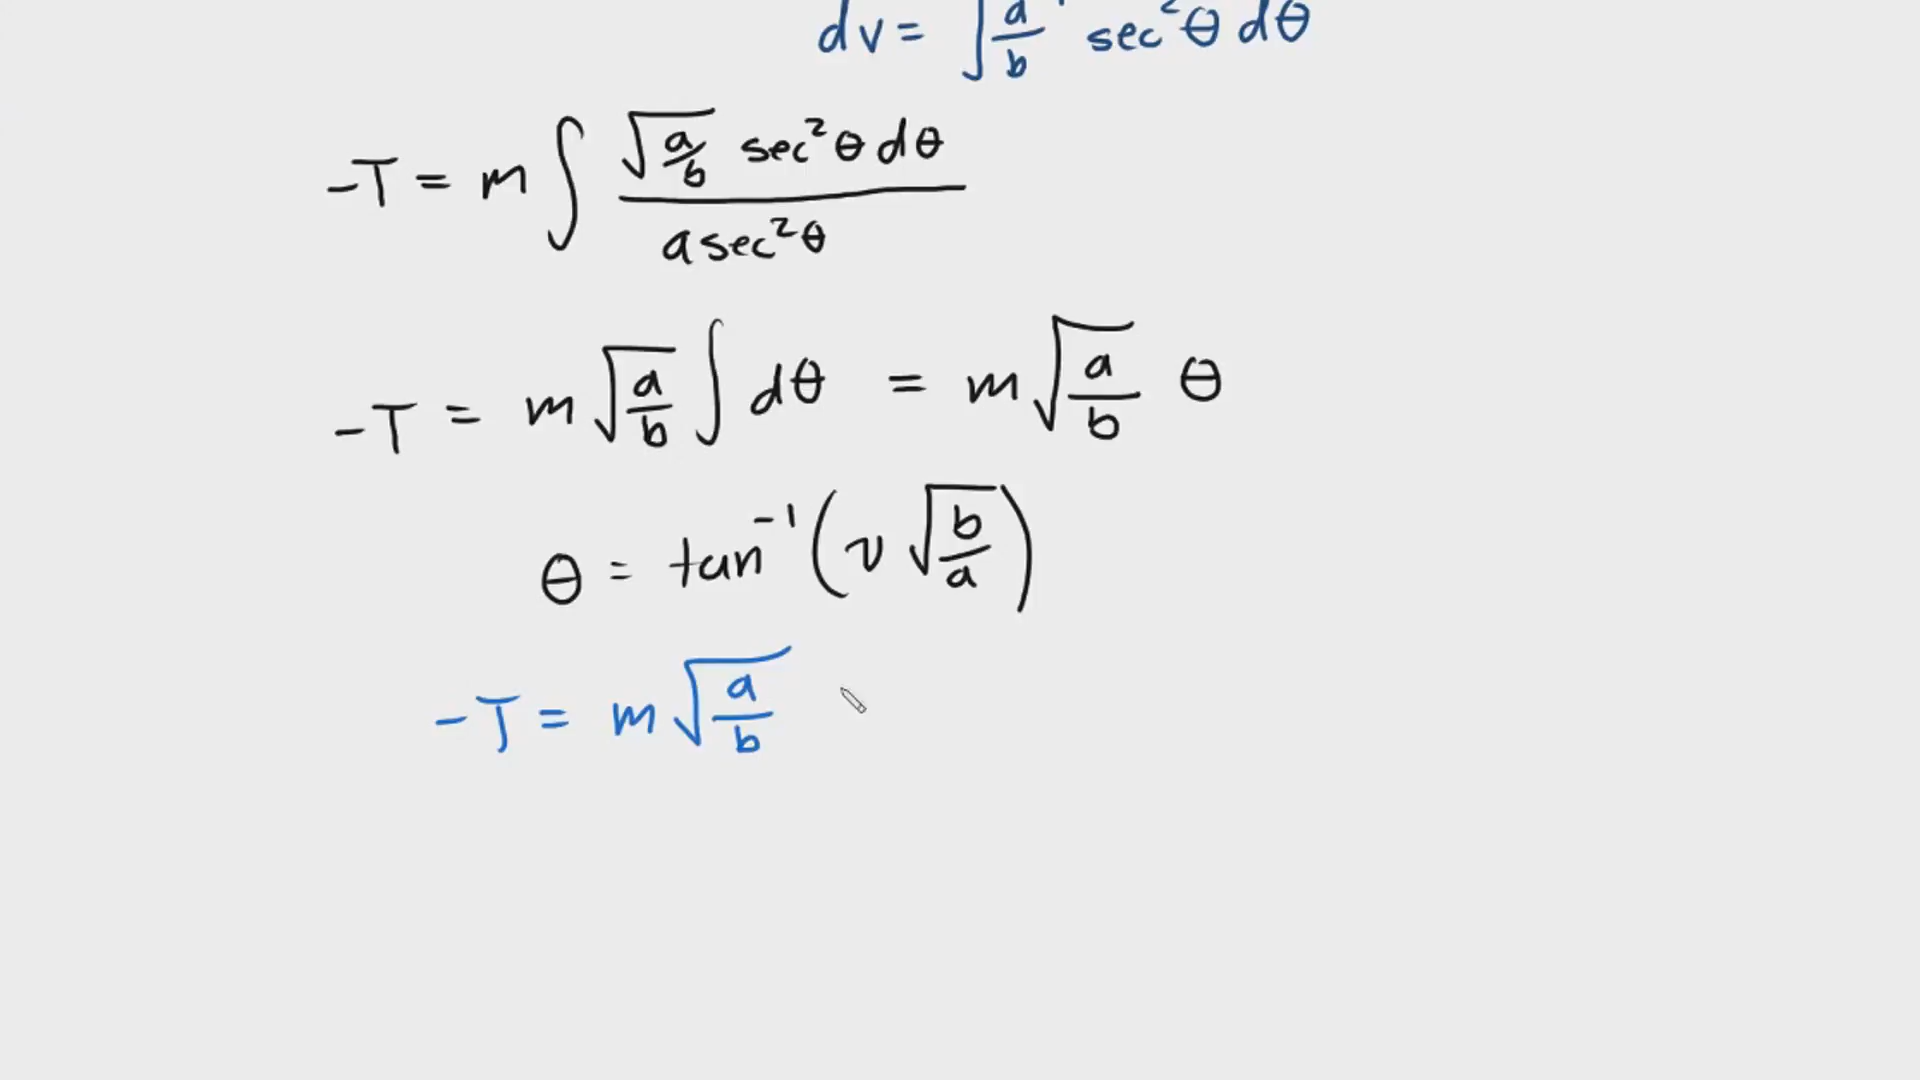 dv = ∫ a/b sec²θ dθ
-T = m ∫ (√(a/b) sec²θ dθ) / (a sec²θ)
-T = m √(a/b) ∫ dθ = m √(a/b) θ
θ = tan⁻¹(v √(b/a))
-T = m √(a/b)